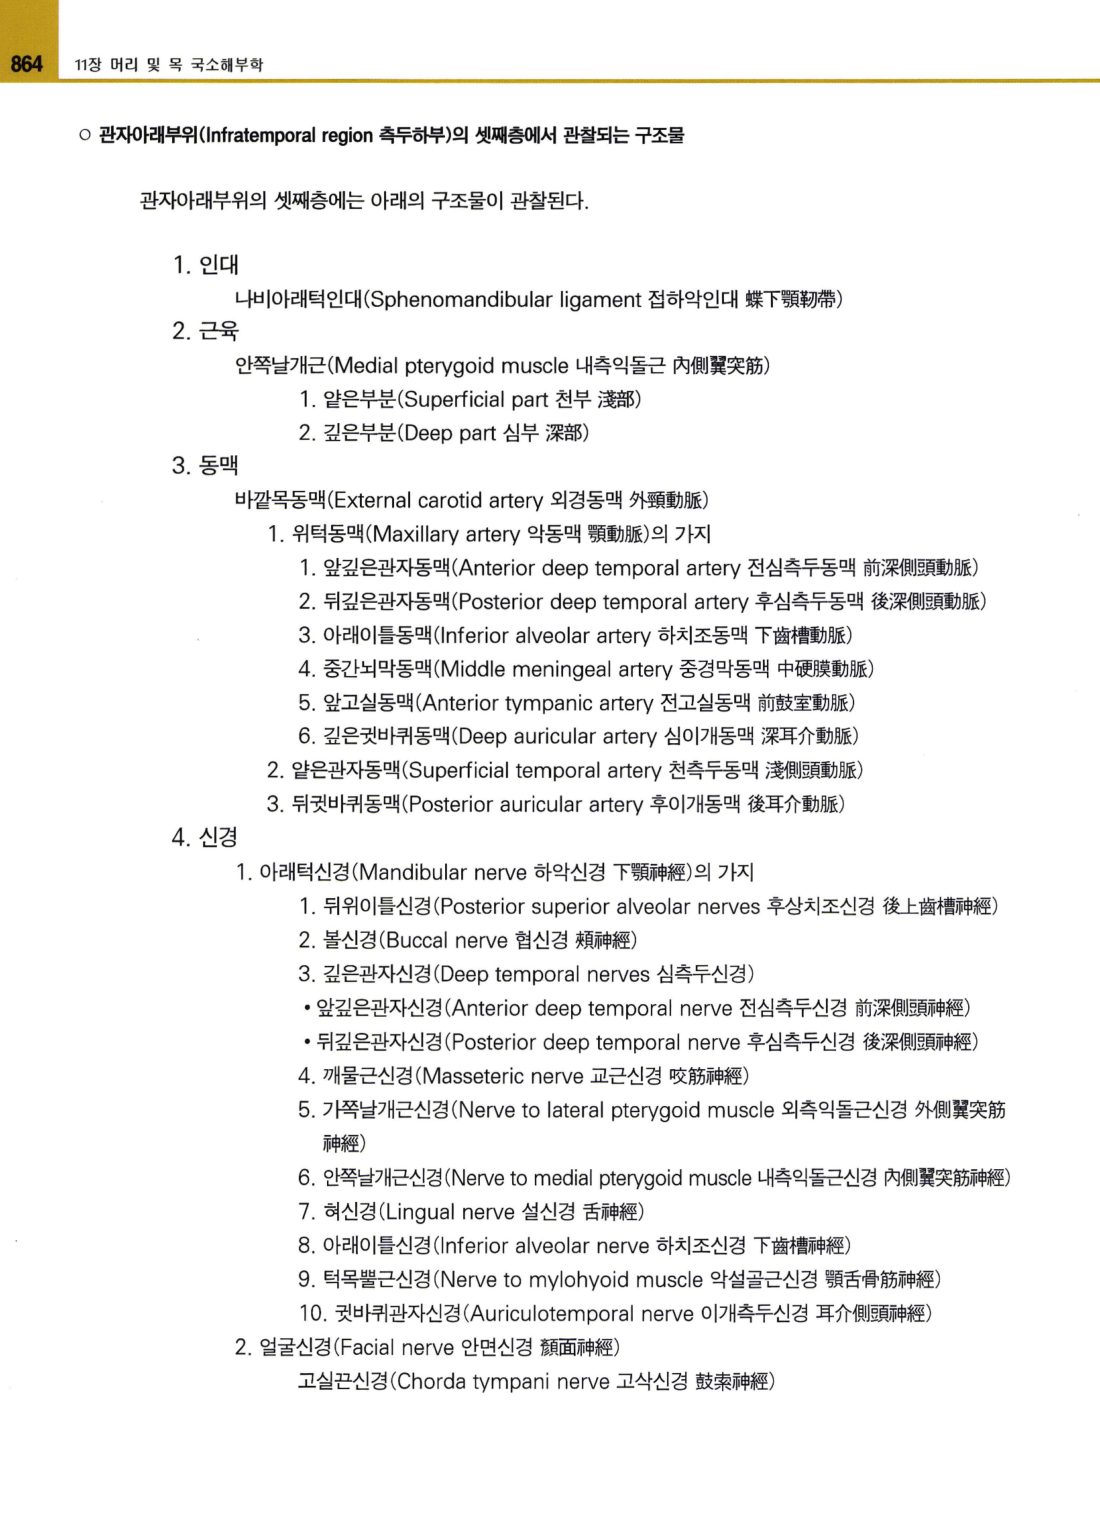 864
11장 머리 및 목 국소해부학
○ 관자아래부위(Infratemporal region 측두하부)의 셋째층에서 관찰되는 구조물
관자아래부위의 셋째층에는 아래의 구조물이 관찰된다.
1. 인대
나비아래턱인대(Sphenomandibular ligament 접하악인대 蝶下顎靭帶)
2. 근육
안쪽날개근(Medial pterygoid muscle 내측익돌근 內側翼突筋)
1. 얕은부분(Superficial part 천부 淺部)
2. 깊은부분(Deep part 심부 深部)
3. 동맥
바깥목동맥(External carotid artery 외경동맥 外頸動脈)
1. 위턱동맥(Maxillary artery 악동맥 顎動脈)의 가지
1. 앞깊은관자동맥(Anterior deep temporal artery 전심측두동맥 前深側頭動脈)
2. 뒤깊은관자동맥(Posterior deep temporal artery 후심측두동맥 後深側頭動脈)
3. 아래이틀동맥(Inferior alveolar artery 하치조동맥 下齒槽動脈)
4. 중간뇌막동맥(Middle meningeal artery 중경막동맥 中硬膜動脈)
5. 앞고실동맥(Anterior tympanic artery 전고실동맥 前鼓室動脈)
6. 깊은귓바퀴동맥(Deep auricular artery 심이개동맥 深耳介動脈)
2. 얕은관자동맥(Superficial temporal artery 천측두동맥 淺側頭動脈)
3. 뒤귓바퀴동맥(Posterior auricular artery 후이개동맥 後耳介動脈)
4. 신경
1. 아래턱신경(Mandibular nerve 하악신경 下顎神經)의 가지
1. 뒤위이틀신경(Posterior superior alveolar nerves 후상치조신경 後上齒槽神經)
2. 볼신경(Buccal nerve 협신경 頰神經)
3. 깊은관자신경(Deep temporal nerves 심측두신경)
• 앞깊은관자신경(Anterior deep temporal nerve 전심측두신경 前深側頭神經)
• 뒤깊은관자신경(Posterior deep temporal nerve 후심측두신경 後深側頭神經)
4. 깨물근신경(Masseteric nerve 교근신경 咬筋神經)
5. 가쪽날개근신경(Nerve to lateral pterygoid muscle 외측익돌근신경 外側翼突筋
神經)
6. 안쪽날개근신경(Nerve to medial pterygoid muscle 내측익돌근신경 內側翼突筋神經)
7. 혀신경(Lingual nerve 설신경 舌神經)
8. 아래이틀신경(Inferior alveolar nerve 하치조신경 下齒槽神經)
9. 턱목뿔근신경(Nerve to mylohyoid muscle 악설골근신경 顎舌骨筋神經)
10. 귓바퀴관자신경(Auriculotemporal nerve 이개측두신경 耳介側頭神經)
2. 얼굴신경(Facial nerve 안면신경 顔面神經)
고실끈신경(Chorda tympani nerve 고삭신경 鼓索神經)